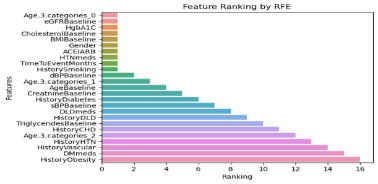 Feature Ranking by RFE
Age.3.categories_0
eGFRBaseline
HgbA1C
CholesterolBaseline
BMIBaseline
Gender
ACEIARB
HTNmeds
TimeToEventMonths
HistorySmoking
dBPBaseline
Age.3.categories_1
AgeBaseline
CreatnineBaseline
HistoryDiabetes
sBPBaseline
DLDmeds
HistoryDLD
TriglyceridesBaseline
HistoryCHD
Age.3.categories_2
HistoryHTN
HistoryVascular
DMmeds
HistoryObesity
Features
0 2 4 6 8 10 12 14 16
Ranking